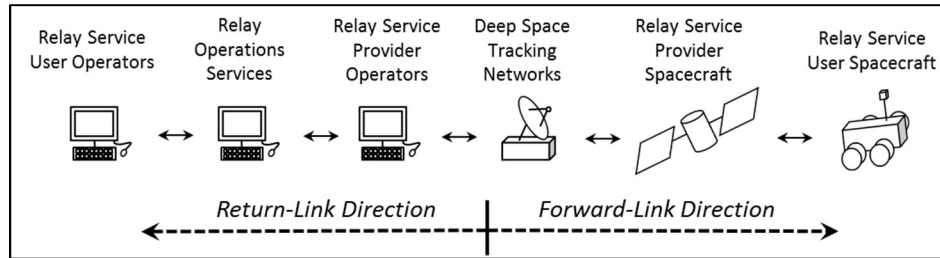 Relay Service
User Operators
Relay
Operations
Services
Relay Service
Provider
Operators
Deep Space
Tracking
Networks
Relay Service
Provider
Spacecraft
Relay Service
User Spacecraft
Return-Link Direction
Forward-Link Direction